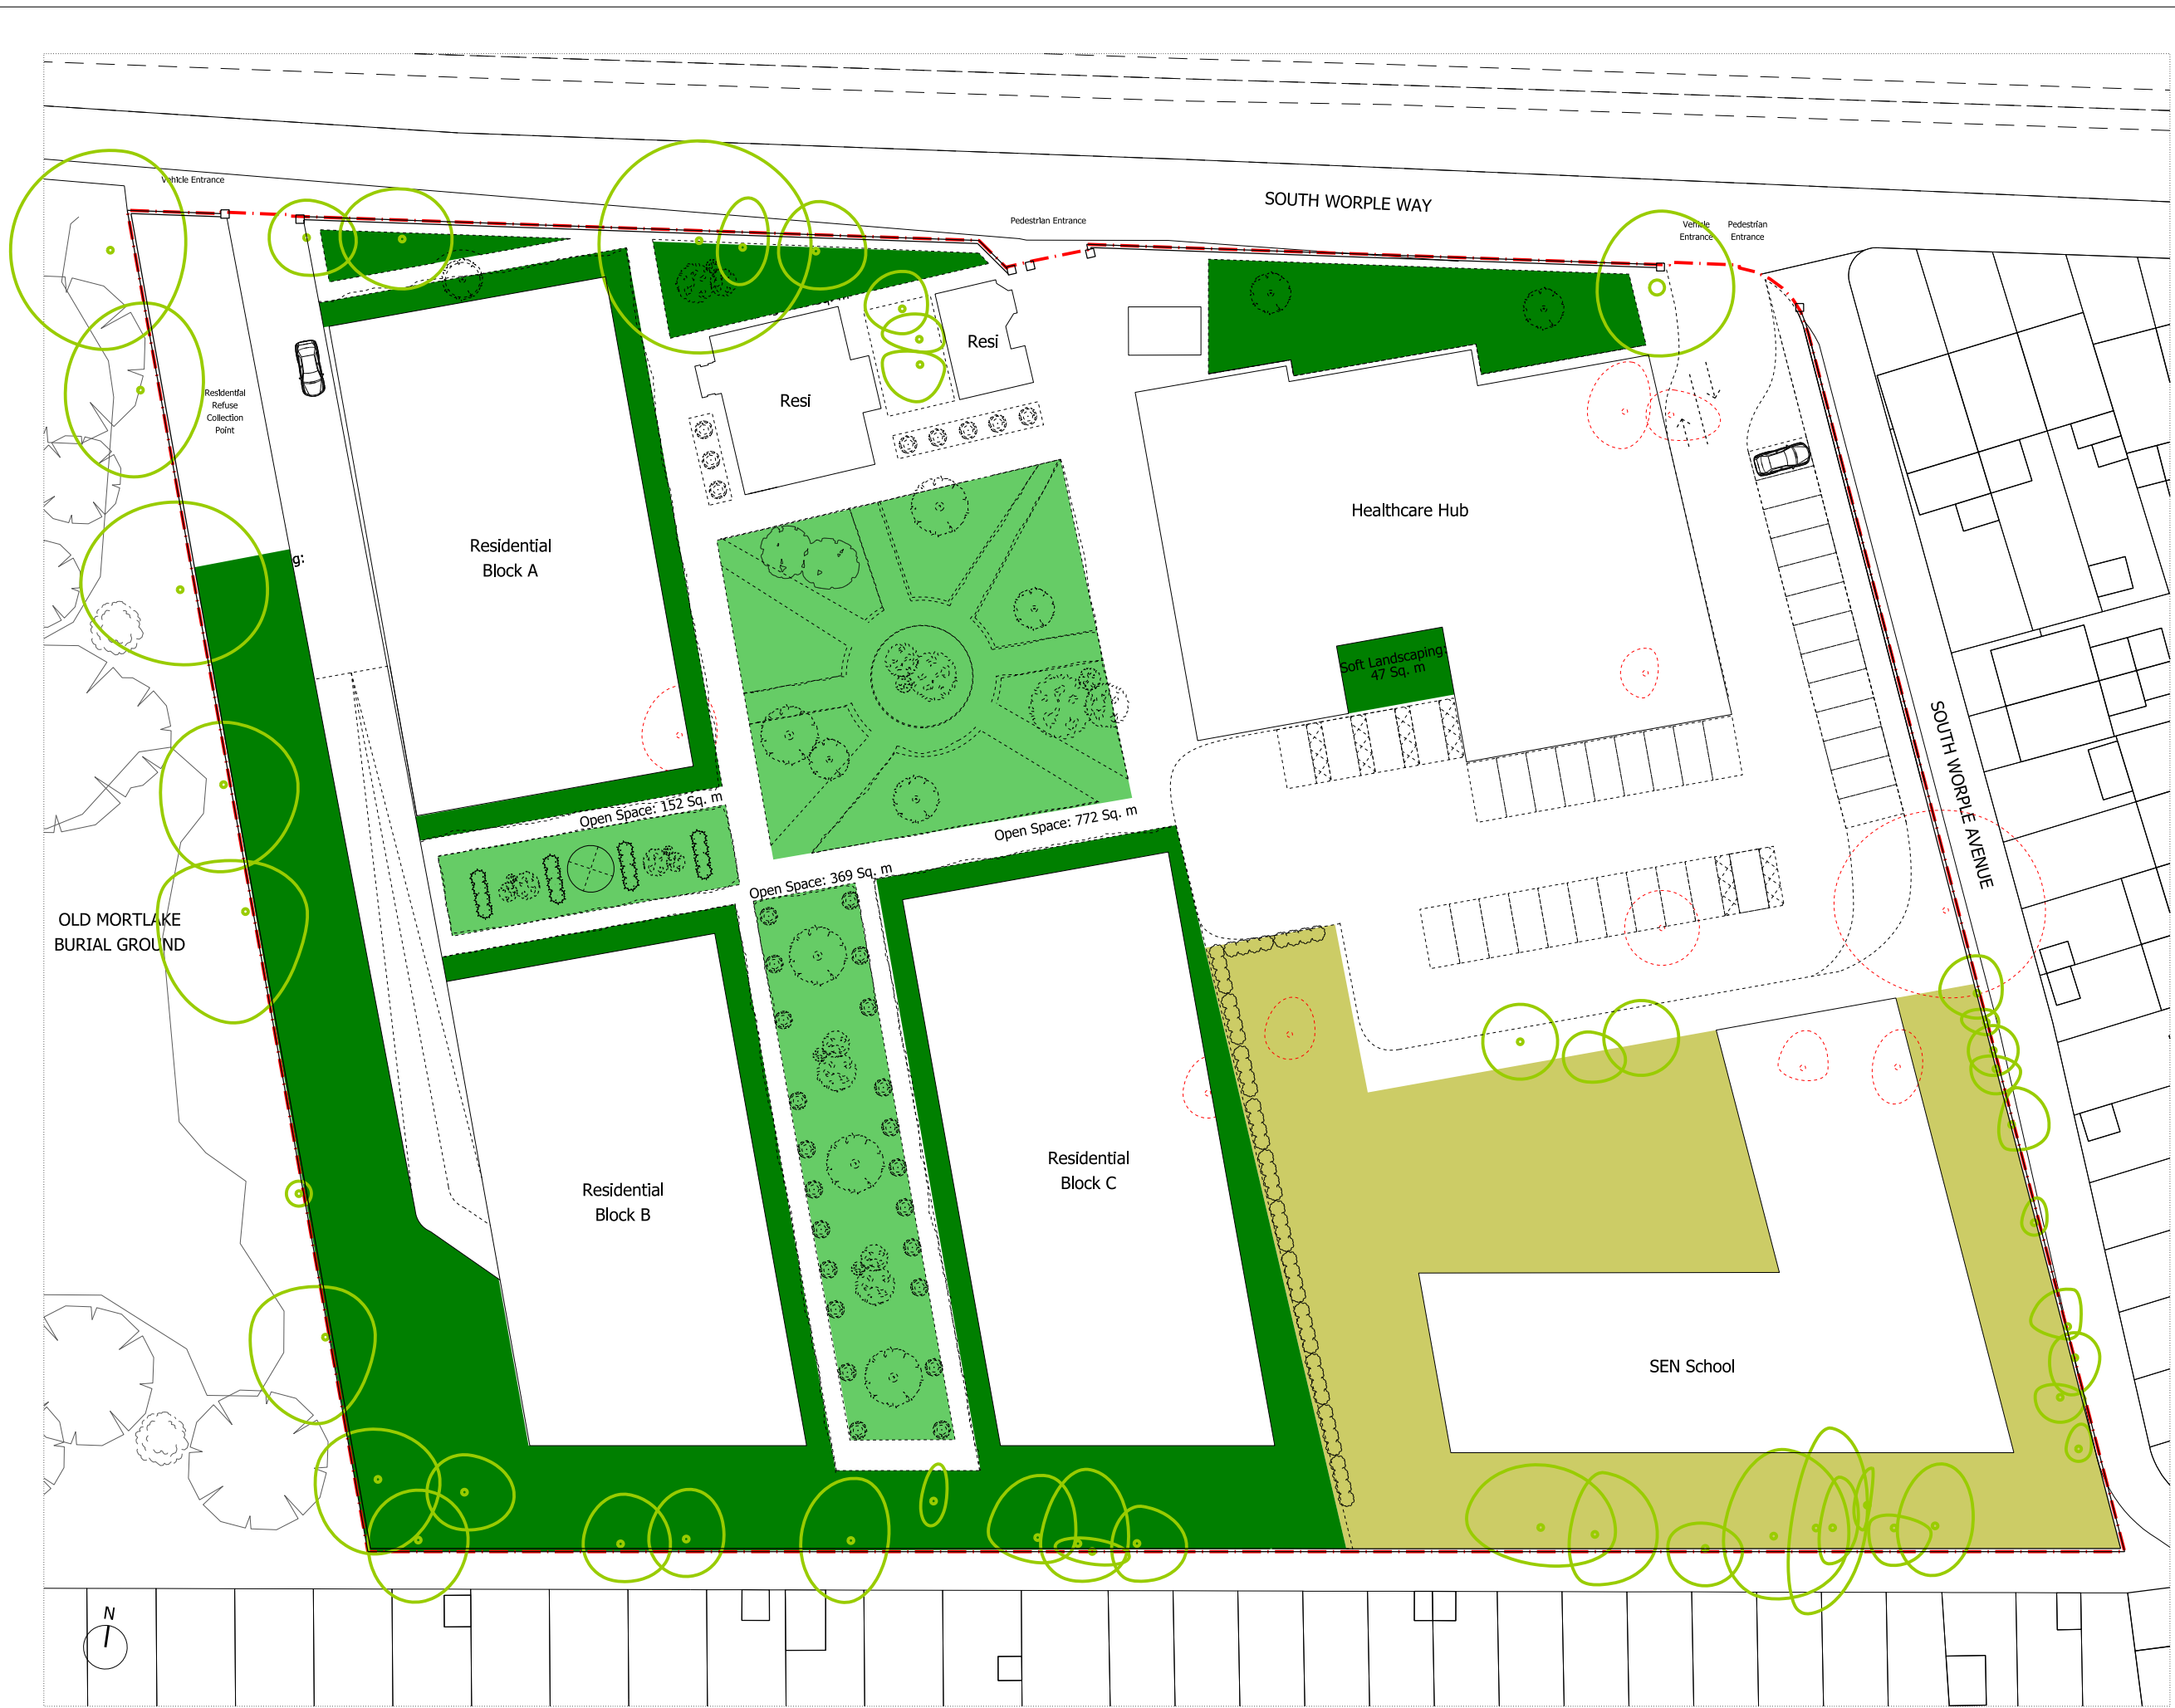 Vehicle Entrance
SOUTH WORPLE WAY
Pedestrian Entrance
Vehicle
Entrance
Pedestrian
Entrance
Resi
Resi
Residential
Refuse
Collection
Point
Healthcare Hub
Residential
Block A
g:
Soft Landscaping:
47 Sq. m
SOUTH WORPLE AVENUE
Open Space: 152 Sq. m
Open Space: 772 Sq. m
Open Space: 369 Sq. m
OLD MORTLAKE
BURIAL GROUND
Residential
Block B
Residential
Block C
SEN School
N